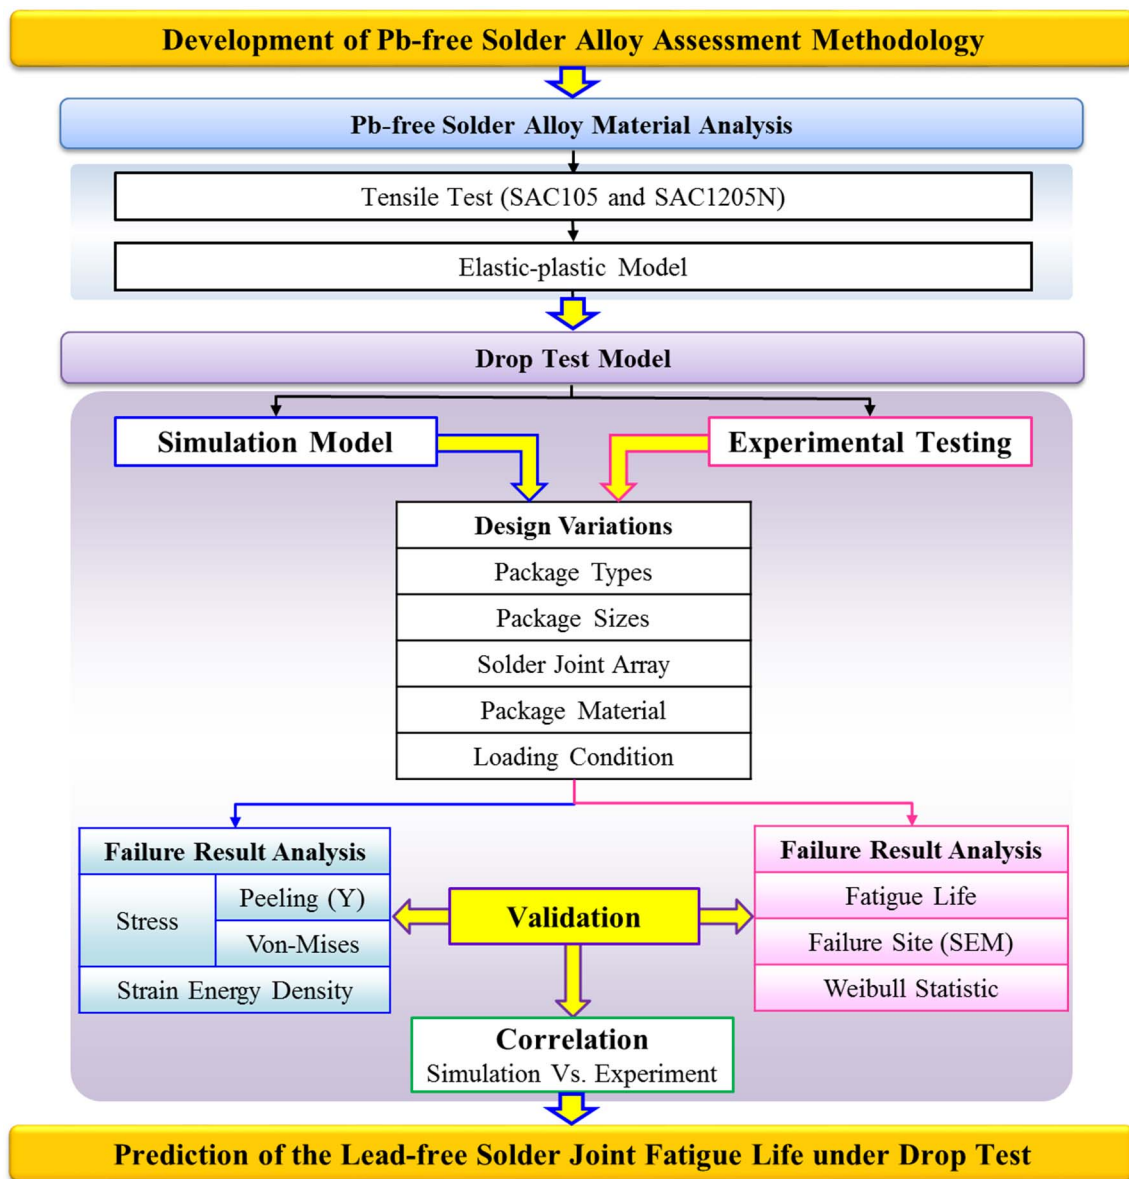 Development of Pb-free Solder Alloy Assessment Methodology
Pb-free Solder Alloy Material Analysis
Tensile Test (SAC105 and SAC1205N)
Elastic-plastic Model
Drop Test Model
Simulation Model
Experimental Testing
Design Variations
Package Types
Package Sizes
Solder Joint Array
Package Material
Loading Condition
Failure Result Analysis
Stress
Peeling (Y)
Von-Mises
Strain Energy Density
Validation
Failure Result Analysis
Fatigue Life
Failure Site (SEM)
Weibull Statistic
Correlation
Simulation Vs. Experiment
Prediction of the Lead-free Solder Joint Fatigue Life under Drop Test